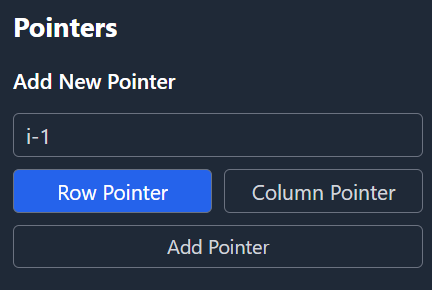 Pointers
Add New Pointer
i-1
Row Pointer Column Pointer
Add Pointer